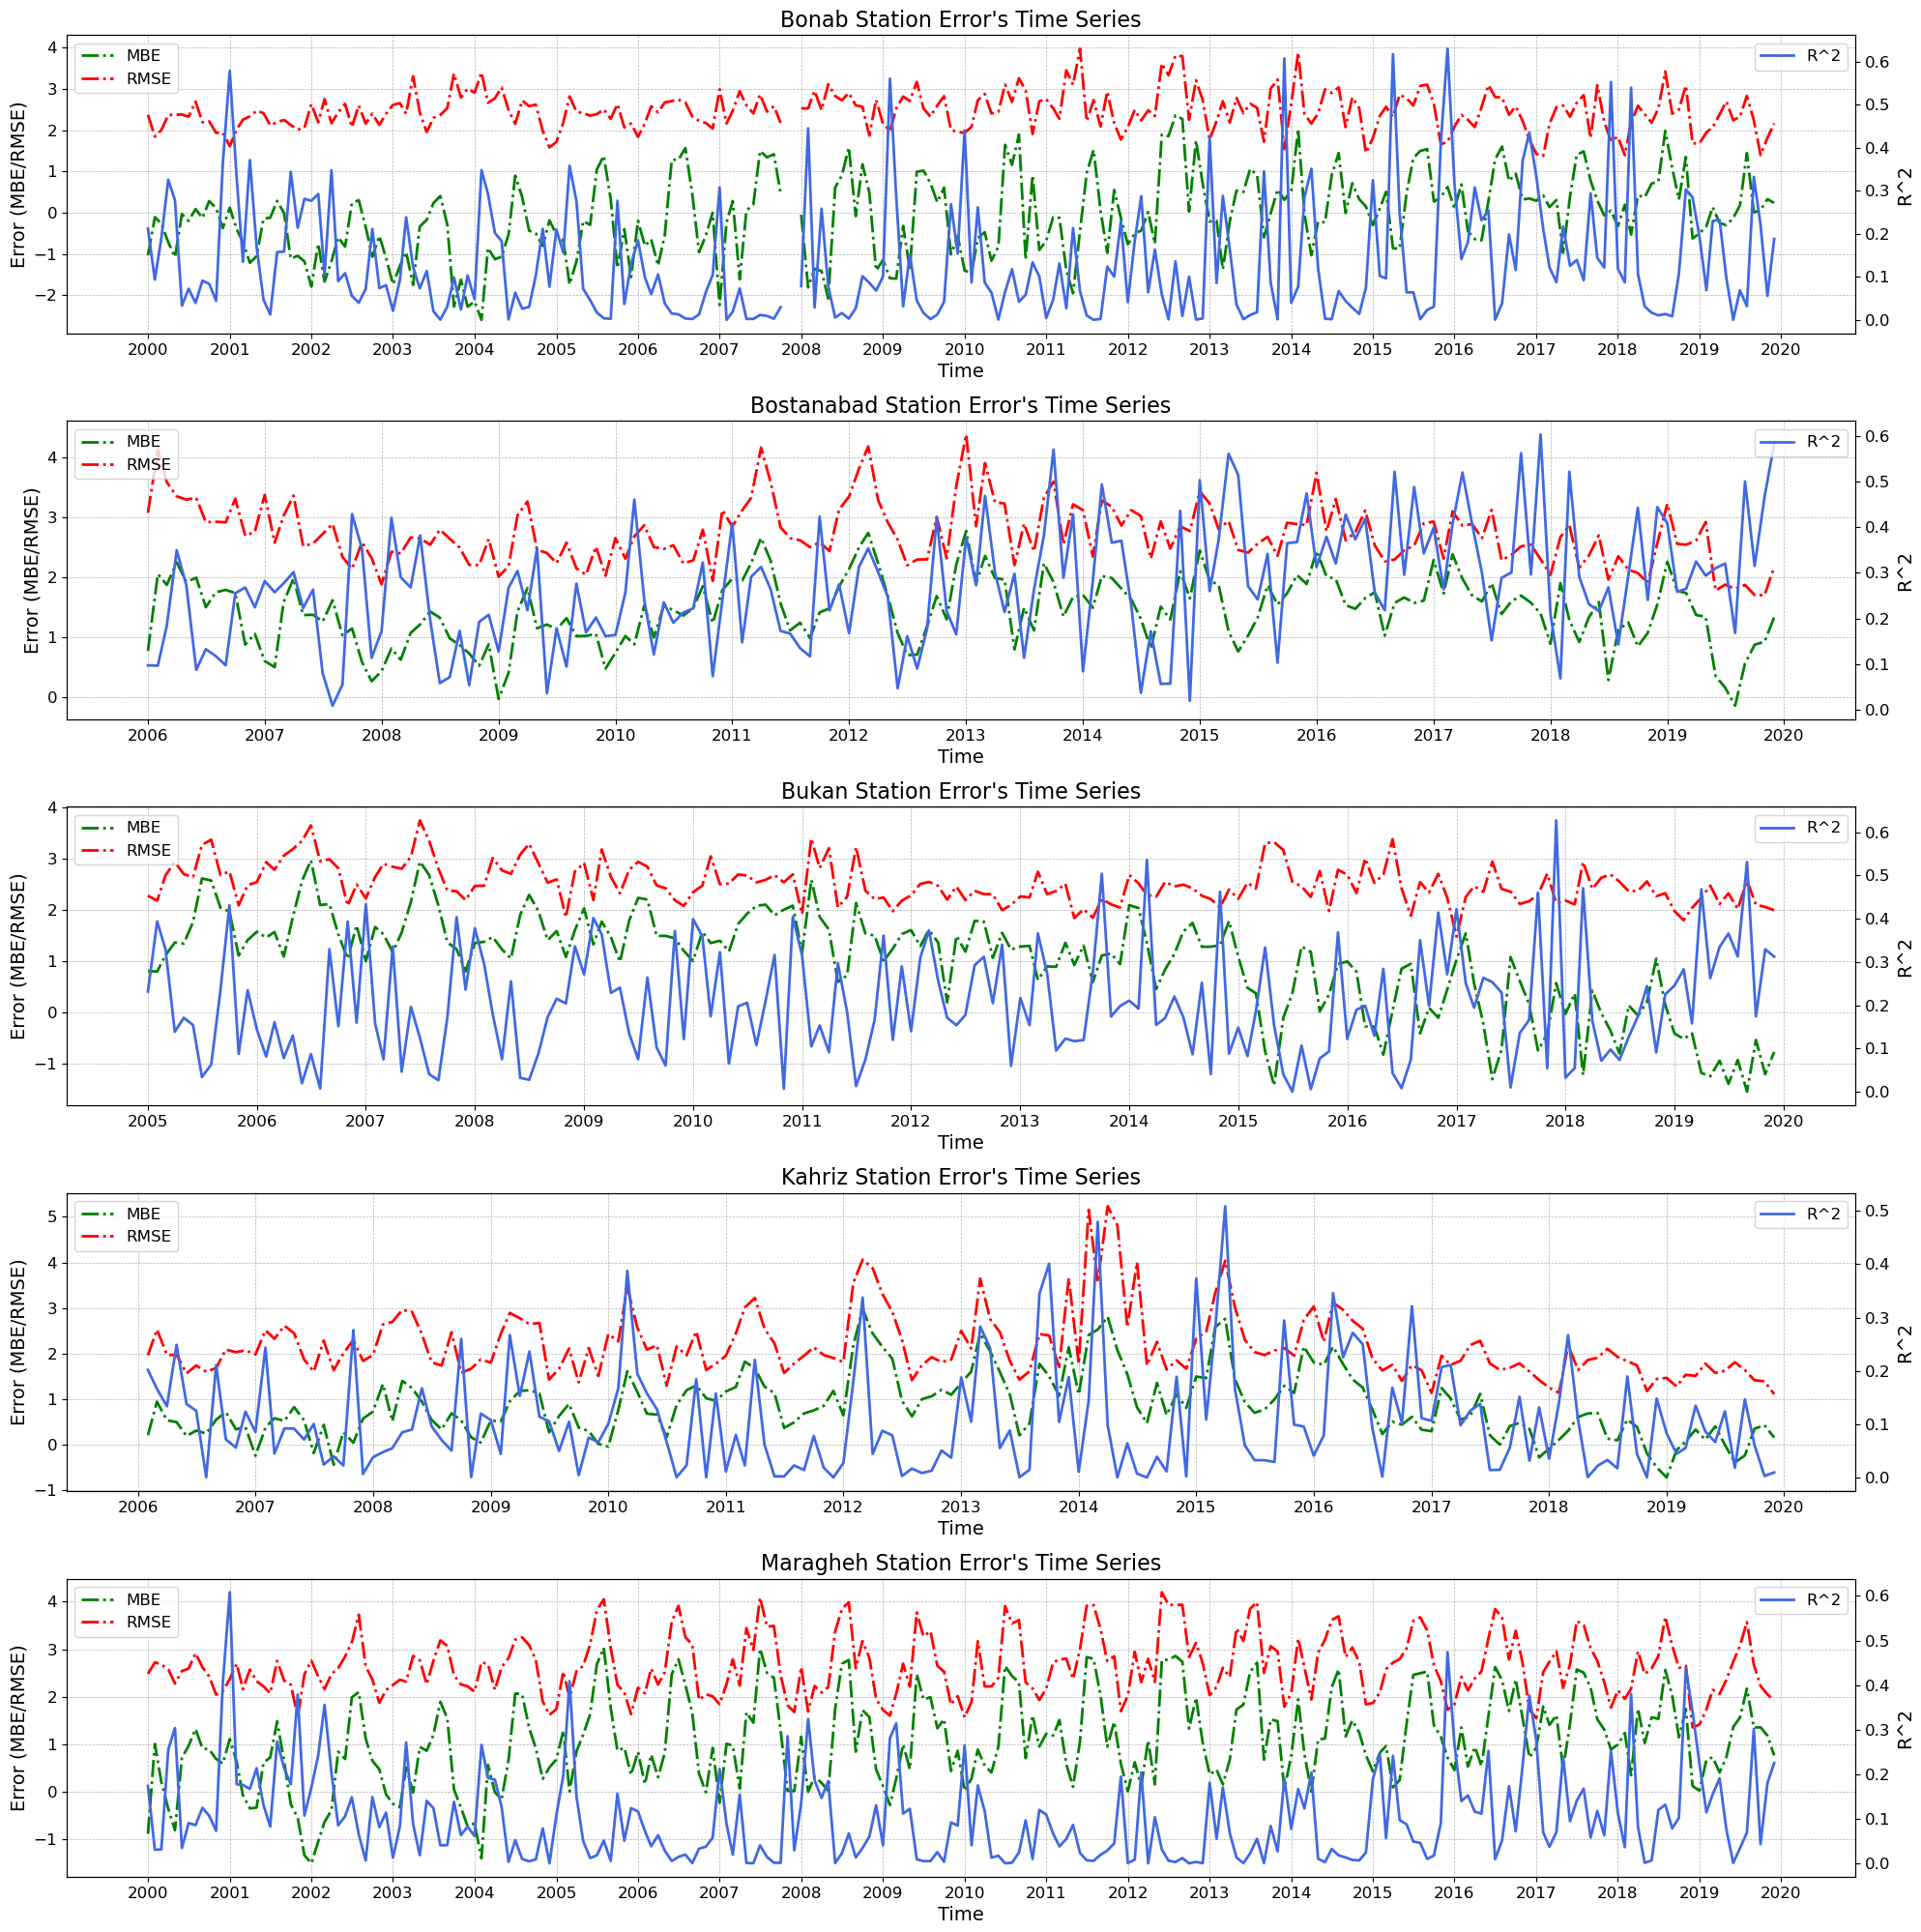 Bonab Station Error's Time Series
MBE
RMSE
R^2
4
3
2
1
0
−1
−2
Error (MBE/RMSE)
0.6
0.5
0.4
0.3
0.2
0.1
0.0
R^2
2000 2001 2002 2003 2004 2005 2006 2007 2008 2009 2010 2011 2012 2013 2014 2015 2016 2017 2018 2019 2020
Time
Bostanabad Station Error's Time Series
MBE
RMSE
R^2
4
3
2
1
0
Error (MBE/RMSE)
0.6
0.5
0.4
0.3
0.2
0.1
0.0
R^2
2006 2007 2008 2009 2010 2011 2012 2013 2014 2015 2016 2017 2018 2019 2020
Time
Bukan Station Error's Time Series
MBE
RMSE
R^2
4
3
2
1
0
−1
Error (MBE/RMSE)
0.6
0.5
0.4
0.3
0.2
0.1
0.0
R^2
2005 2006 2007 2008 2009 2010 2011 2012 2013 2014 2015 2016 2017 2018 2019 2020
Time
Kahriz Station Error's Time Series
MBE
RMSE
R^2
5
4
3
2
1
0
−1
Error (MBE/RMSE)
0.5
0.4
0.3
0.2
0.1
0.0
R^2
2006 2007 2008 2009 2010 2011 2012 2013 2014 2015 2016 2017 2018 2019 2020
Time
Maragheh Station Error's Time Series
MBE
RMSE
R^2
4
3
2
1
0
−1
Error (MBE/RMSE)
0.6
0.5
0.4
0.3
0.2
0.1
0.0
R^2
2000 2001 2002 2003 2004 2005 2006 2007 2008 2009 2010 2011 2012 2013 2014 2015 2016 2017 2018 2019 2020
Time